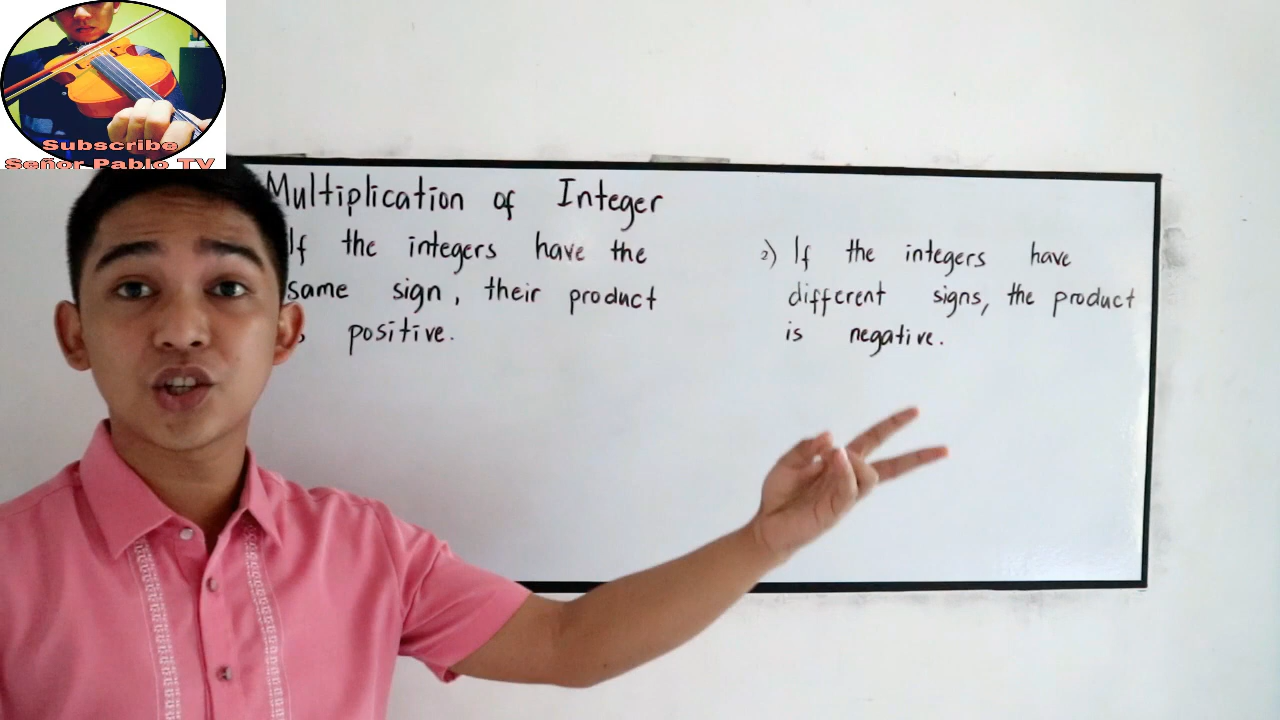 Subscribe
Señor Pablo TV
Multiplication of Integer
If the integers have the
same sign, their product
positive.
2) If the integers have
different signs, the product
is negative.